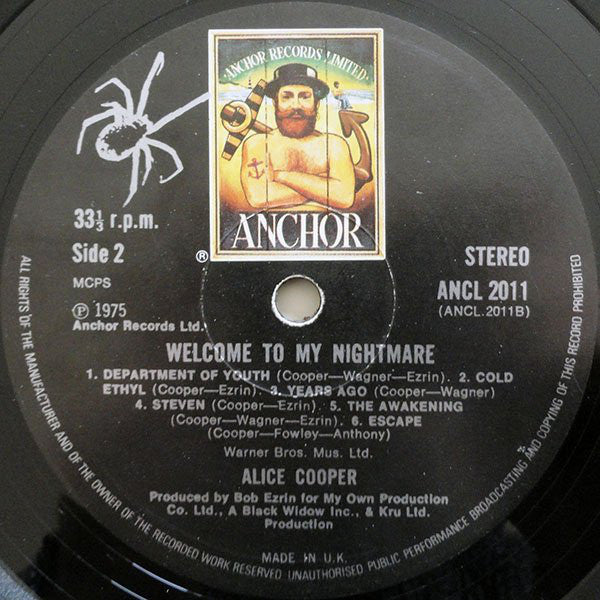 ANCHOR RECORDS LIMITED
ANCHOR
®
33⅓ r.p.m.
Side 2
MCPS
Ⓟ 1975
Anchor Records Ltd.
STEREO
ANCL 2011
(ANCL.2011B)
WELCOME TO MY NIGHTMARE
1. DEPARTMENT OF YOUTH (Cooper—Wagner—Ezrin). 2. COLD
ETHYL (Cooper—Ezrin). 3. YEARS AGO (Cooper—Wagner)
4. STEVEN (Cooper—Ezrin). 5. THE AWAKENING
(Cooper—Wagner—Ezrin). 6. ESCAPE
(Cooper—Fowley—Anthony)
Warner Bros. Mus. Ltd.
ALICE COOPER
Produced by Bob Ezrin for My Own Production
Co. Ltd., A Black Widow Inc., & Kru Ltd.
Production
MADE IN U.K.
ALL RIGHTS OF THE MANUFACTURER AND OF THE OWNER OF THE RECORDED WORK RESERVED UNAUTHORISED PUBLIC PERFORMANCE BROADCASTING AND COPYING OF THIS RECORD PROHIBITED